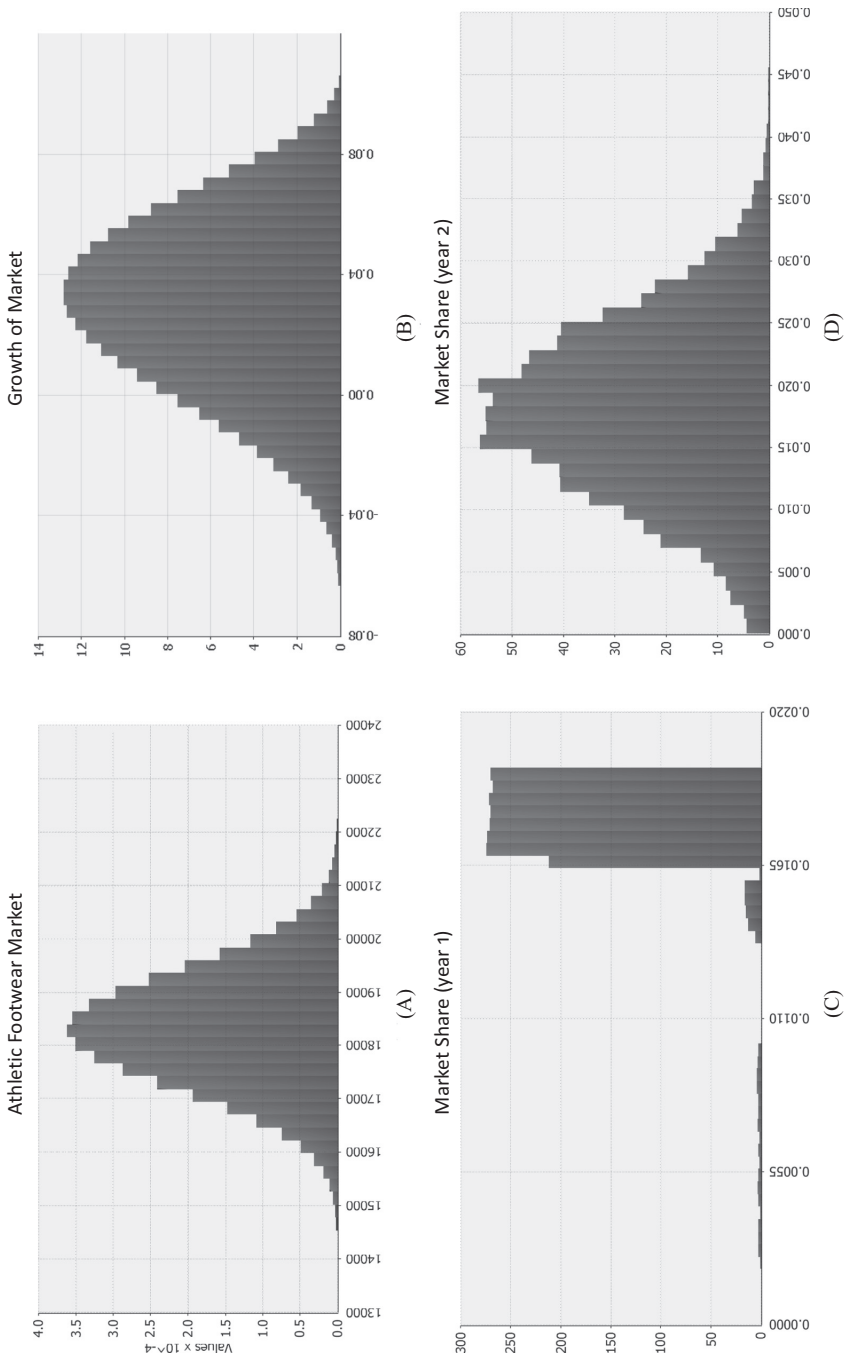 Athletic Footwear Market
4.0
3.5
3.0
2.5
2.0
1.5
1.0
0.5
0.0
Values x 10^-4
13000 14000 15000 16000 17000 18000 19000 20000 21000 22000 23000 24000
(A)
Growth of Market
14
12
10
8
6
4
2
0
-0.08 -0.04 0.00 0.04 0.08
(B)
Market Share (year 1)
300
250
200
150
100
50
0
0.0000 0.0055 0.0110 0.0165 0.0220
(C)
Market Share (year 2)
60
50
40
30
20
10
0
0.000 0.005 0.010 0.015 0.020 0.025 0.030 0.035 0.040 0.045 0.050
(D)